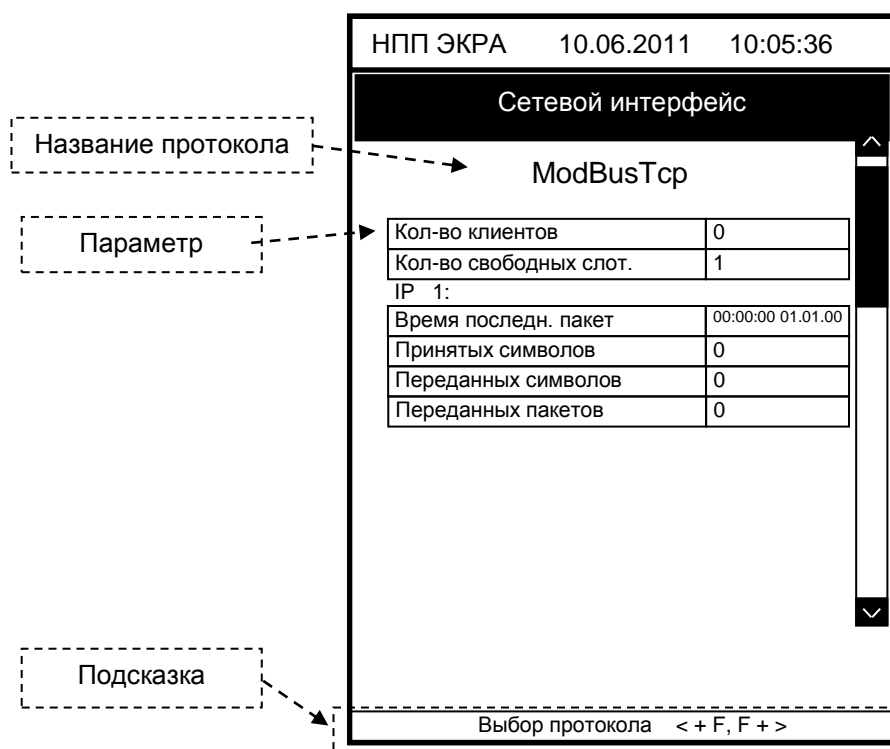 НПП ЭКРА 10.06.2011 10:05:36
Сетевой интерфейс
Название протокола
ModBusTcp
Параметр
Кол-во клиентов 0
Кол-во свободных слот. 1
IP 1:
Время последн. пакет 00:00:00 01.01.00
Принятых символов 0
Переданных символов 0
Переданных пакетов 0
Подсказка
Выбор протокола < + F, F + >